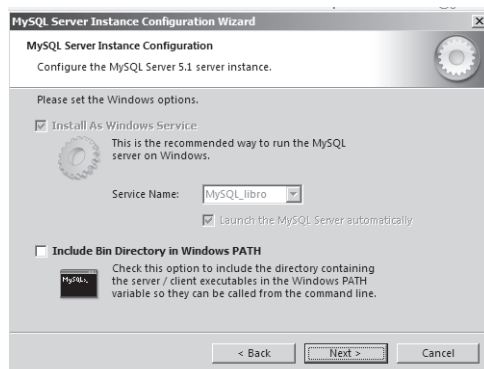 MySQL Server Instance Configuration Wizard
MySQL Server Instance Configuration
Configure the MySQL Server 5.1 server instance.
Please set the Windows options.
Install As Windows Service
This is the recommended way to run the MySQL
server on Windows.
Service Name:
MySQL_libro
Launch the MySQL Server automatically
Include Bin Directory in Windows PATH
Check this option to include the directory containing
the server / client executables in the Windows PATH
variable so they can be called from the command line.
MySQL>_
< Back
Next >
Cancel